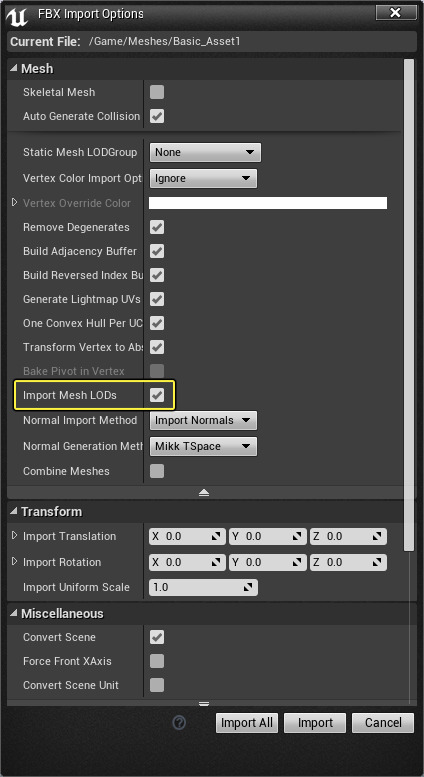 FBX Import Options
Current File: /Game/Meshes/Basic_Asset1
Mesh
Skeletal Mesh
Auto Generate Collision
Static Mesh LODGroup None
Vertex Color Import Opt Ignore
Vertex Override Color
Remove Degenerates
Build Adjacency Buffer
Build Reversed Index Bu
Generate Lightmap UVs
One Convex Hull Per UC
Transform Vertex to Abs
Bake Pivot in Vertex
Import Mesh LODs
Normal Import Method Import Normals
Normal Generation Meth Mikk TSpace
Combine Meshes
Transform
Import Translation X 0.0 Y 0.0 Z 0.0
Import Rotation X 0.0 Y 0.0 Z 0.0
Import Uniform Scale 1.0
Miscellaneous
Convert Scene
Force Front XAxis
Convert Scene Unit
? Import All Import Cancel